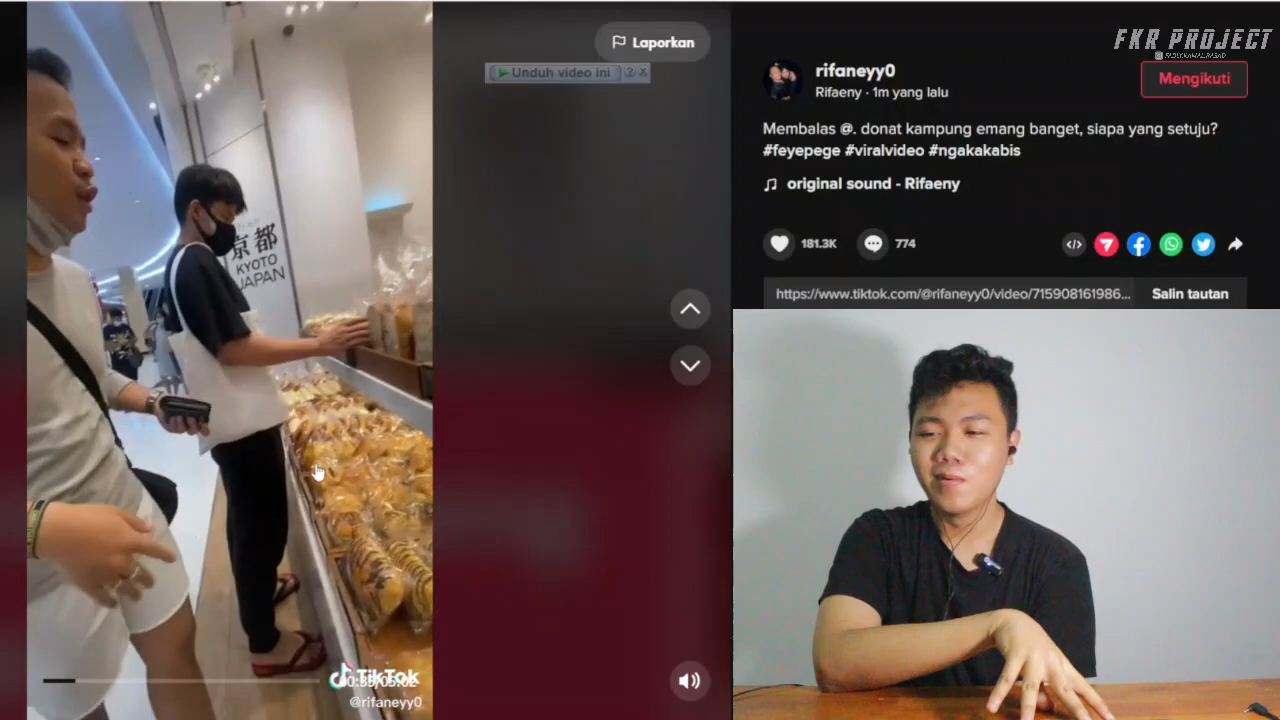 京都
KYOTO
JAPAN
TikTok
@rifaneyy0
Laporkan
Unduh video ini
FKR PROJECT
rifaneyy0
Rifaeny · 1m yang lalu
Mengikuti
Membalas @. donat kampung emang banget, siapa yang setuju?
#feyepege #viralvideo #ngakakabis
original sound - Rifaeny
181.3K
774
https://www.tiktok.com/@rifaneyy0/video/715908161986...
Salin tautan